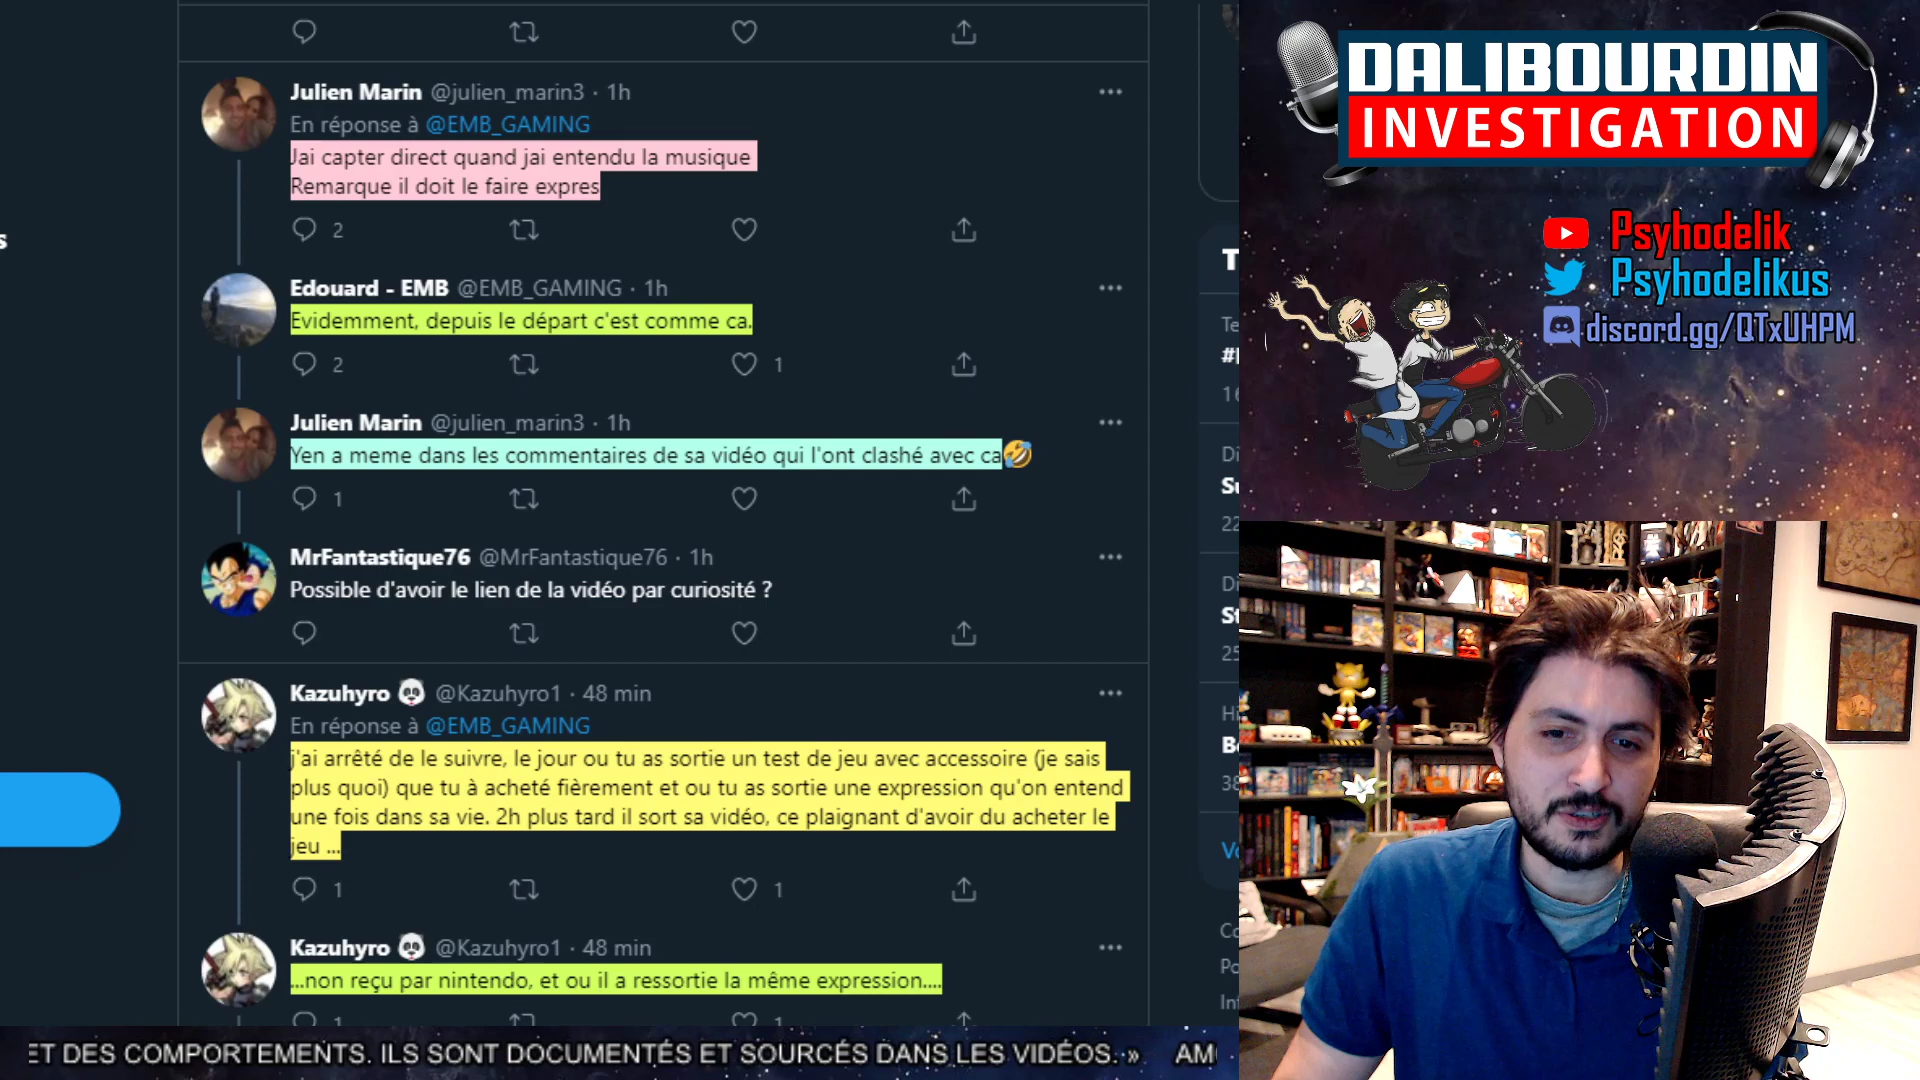 Julien Marin @julien_marin3 · 1h
En réponse à @EMB_GAMING
Jai capter direct quand jai entendu la musique
Remarque il doit le faire expres
2
Edouard - EMB @EMB_GAMING · 1h
Evidemment, depuis le départ c'est comme ca.
2 1
Julien Marin @julien_marin3 · 1h
Yen a meme dans les commentaires de sa vidéo qui l'ont clashé avec ca🤣
1
MrFantastique76 @MrFantastique76 · 1h
Possible d'avoir le lien de la vidéo par curiosité ?
Kazuhyro 🐼 @Kazuhyro1 · 48 min
En réponse à @EMB_GAMING
j'ai arrêté de le suivre, le jour ou tu as sortie un test de jeu avec accessoire (je sais
plus quoi) que tu à acheté fièrement et ou tu as sortie une expression qu'on entend
une fois dans sa vie. 2h plus tard il sort sa vidéo, ce plaignant d'avoir du acheter le
jeu ...
1 1
Kazuhyro 🐼 @Kazuhyro1 · 48 min
...non reçu par nintendo, et ou il a ressortie la même expression....
1 1
ET DES COMPORTEMENTS. ILS SONT DOCUMENTÉS ET SOURCÉS DANS LES VIDÉOS. » AM
DALIBOURDIN
INVESTIGATION
Psyhodelik
Psyhodelikus
discord.gg/QTxUHPM